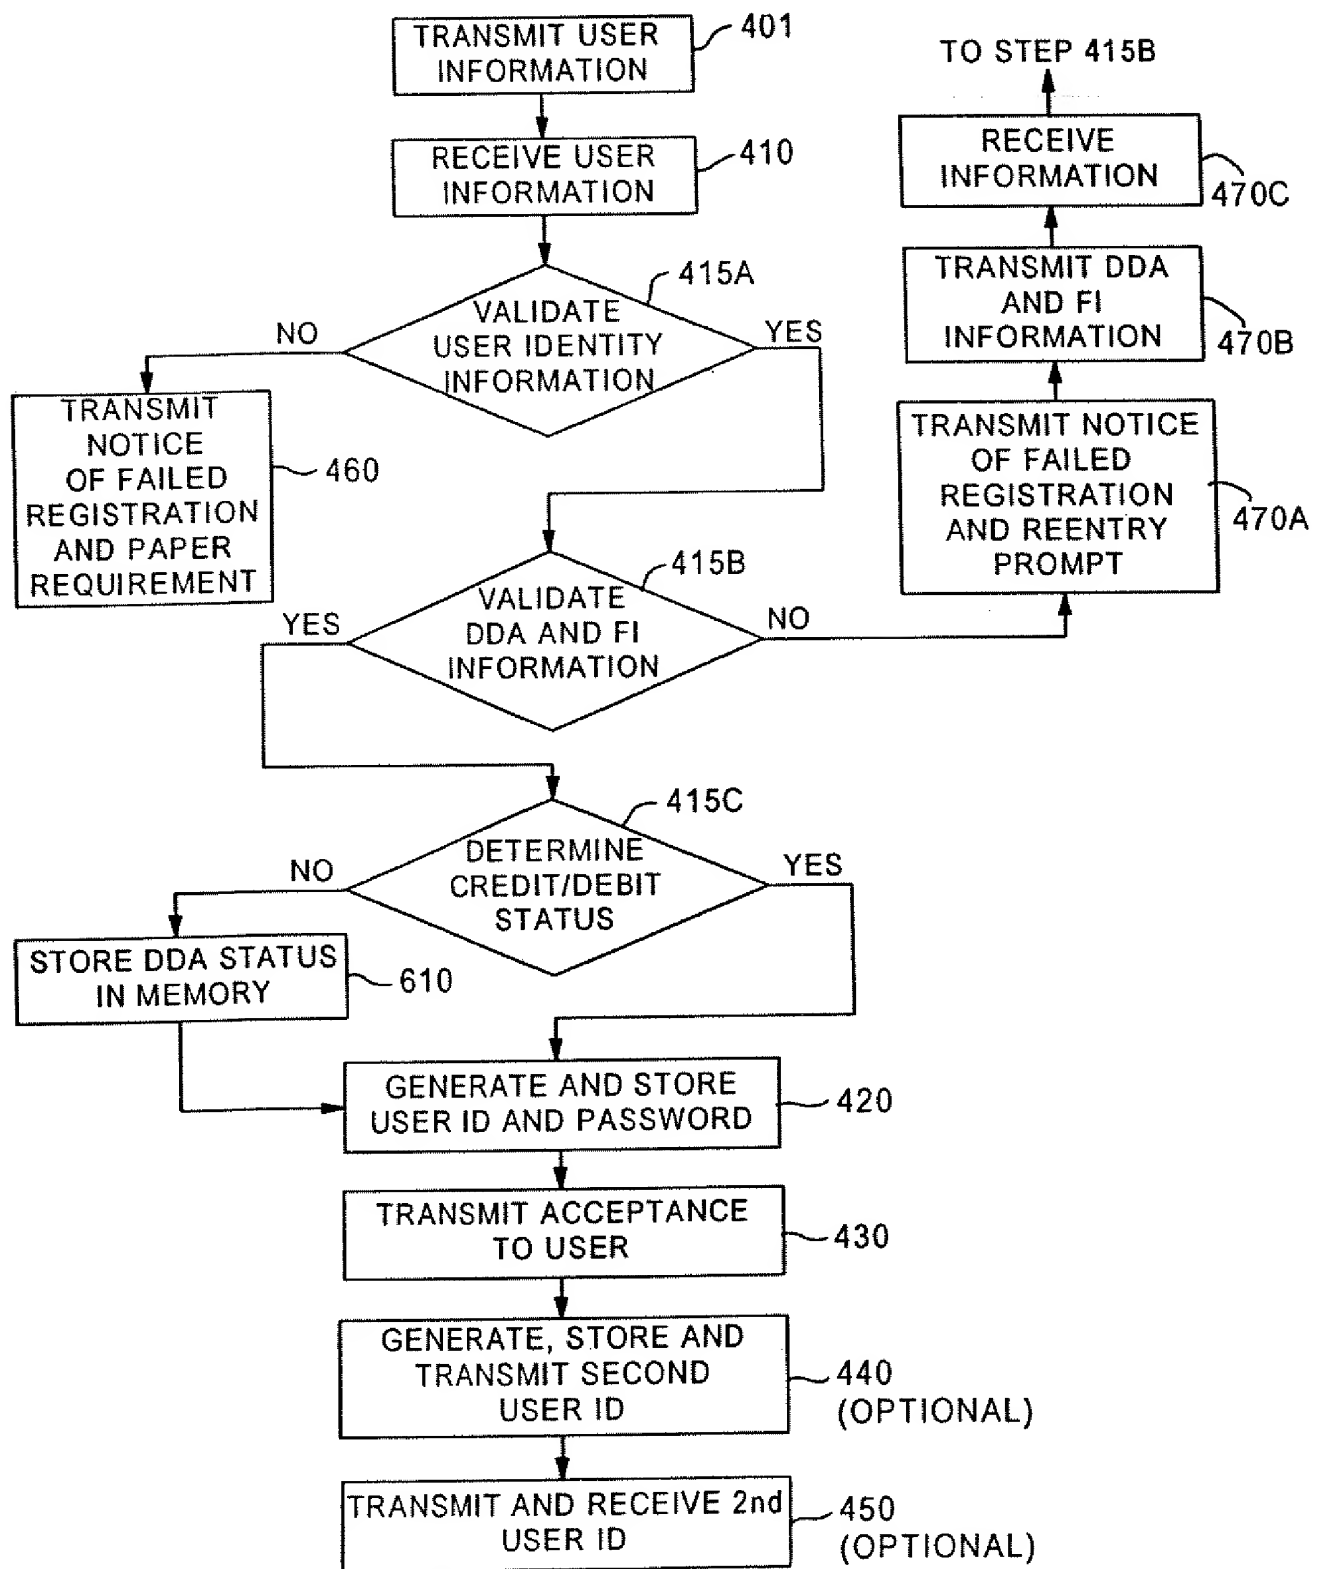 TRANSMIT USER
INFORMATION
401
RECEIVE USER
INFORMATION
410
415A
VALIDATE
USER IDENTITY
INFORMATION
NO
YES
TRANSMIT
NOTICE
OF FAILED
REGISTRATION
AND PAPER
REQUIREMENT
460
415B
VALIDATE
DDA AND FI
INFORMATION
YES
NO
TO STEP 415B
RECEIVE
INFORMATION
470C
TRANSMIT DDA
AND FI
INFORMATION
470B
TRANSMIT NOTICE
OF FAILED
REGISTRATION
AND REENTRY
PROMPT
470A
415C
DETERMINE
CREDIT/DEBIT
STATUS
NO
YES
STORE DDA STATUS
IN MEMORY
610
GENERATE AND STORE
USER ID AND PASSWORD
420
TRANSMIT ACCEPTANCE
TO USER
430
GENERATE, STORE AND
TRANSMIT SECOND
USER ID
440
(OPTIONAL)
TRANSMIT AND RECEIVE 2nd
USER ID
450
(OPTIONAL)